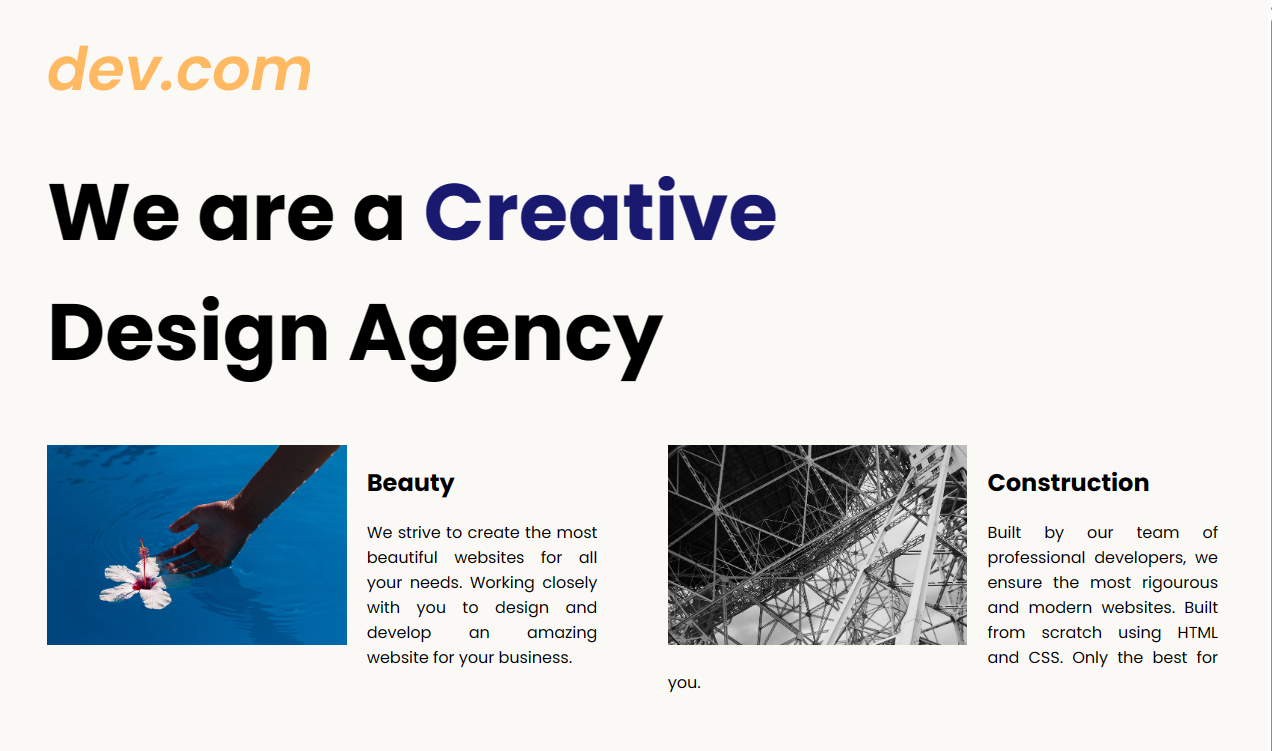 dev.com
We are a Creative
Design Agency
Beauty
We strive to create the most
beautiful websites for all
your needs. Working closely
with you to design and
develop an amazing
website for your business.
Construction
Built by our team of
professional developers, we
ensure the most rigourous
and modern websites. Built
from scratch using HTML
and CSS. Only the best for
you.